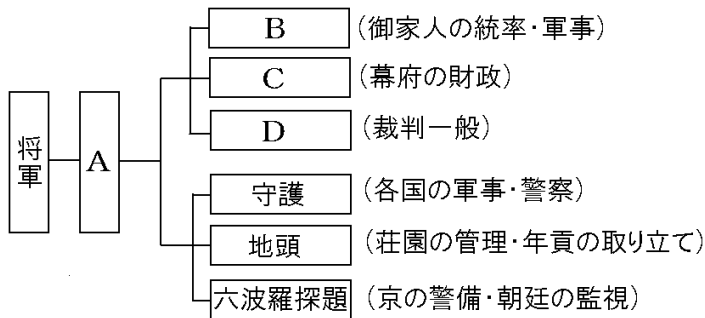 将軍
A
B (御家人の統率・軍事)
C (幕府の財政)
D (裁判一般)
守護 (各国の軍事・警察)
地頭 (荘園の管理・年貢の取り立て)
六波羅探題 (京の警備・朝廷の監視)